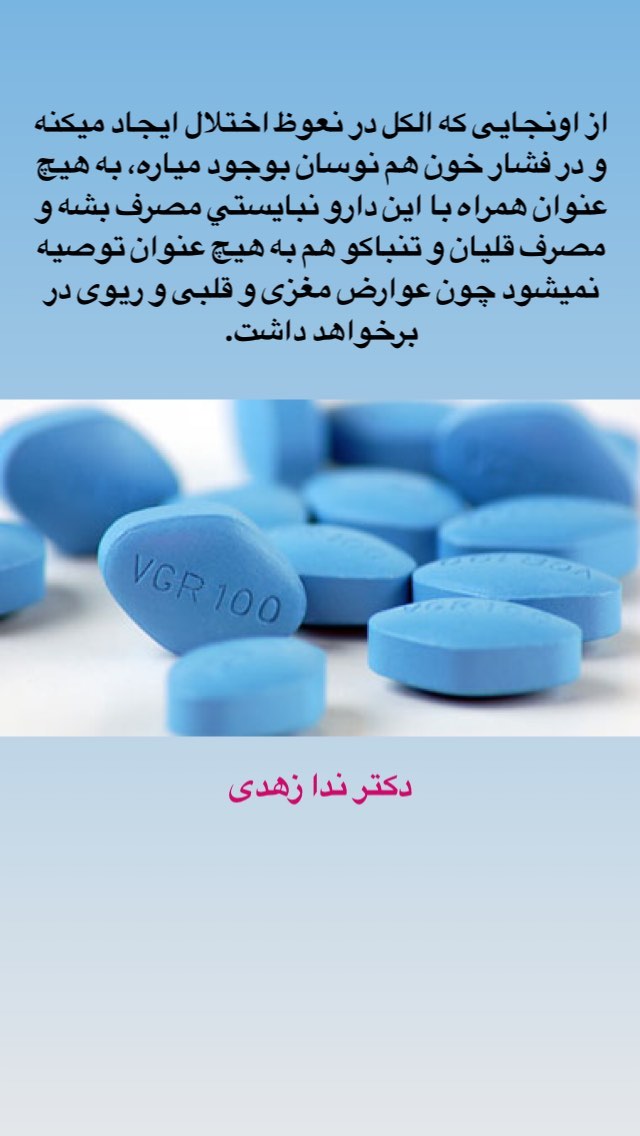 از اونجایی که الکل در نعوظ اختلال ایجاد میکنه
و در فشار خون هم نوسان بوجود میاره، به هیچ
عنوان همراه با این دارو نبایستي مصرف بشه و
مصرف قلیان و تنباکو هم به هیچ عنوان توصیه
نمیشود چون عوارض مغزی و قلبی و ریوی در
برخواهد داشت.
VGR 100
دکتر ندا زهدی